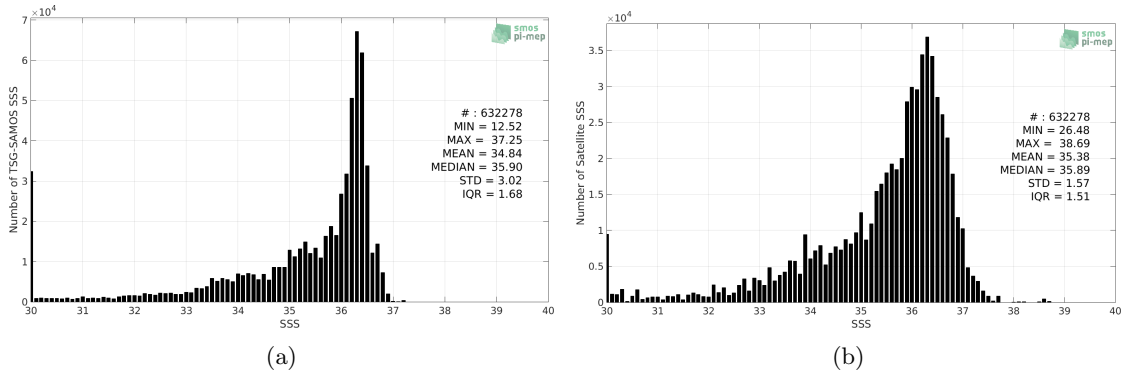 ×10⁴
7
6
5
4
3
2
1
0
Number of TSG-SAMOS SSS
smos
pi-mep
# : 632278
MIN = 12.52
MAX = 37.25
MEAN = 34.84
MEDIAN = 35.90
STD = 3.02
IQR = 1.68
30 31 32 33 34 35 36 37 38 39 40
SSS
(a)
×10⁴
3.5
3
2.5
2
1.5
1
0.5
0
Number of Satellite SSS
smos
pi-mep
# : 632278
MIN = 26.48
MAX = 38.69
MEAN = 35.38
MEDIAN = 35.89
STD = 1.57
IQR = 1.51
30 31 32 33 34 35 36 37 38 39 40
SSS
(b)